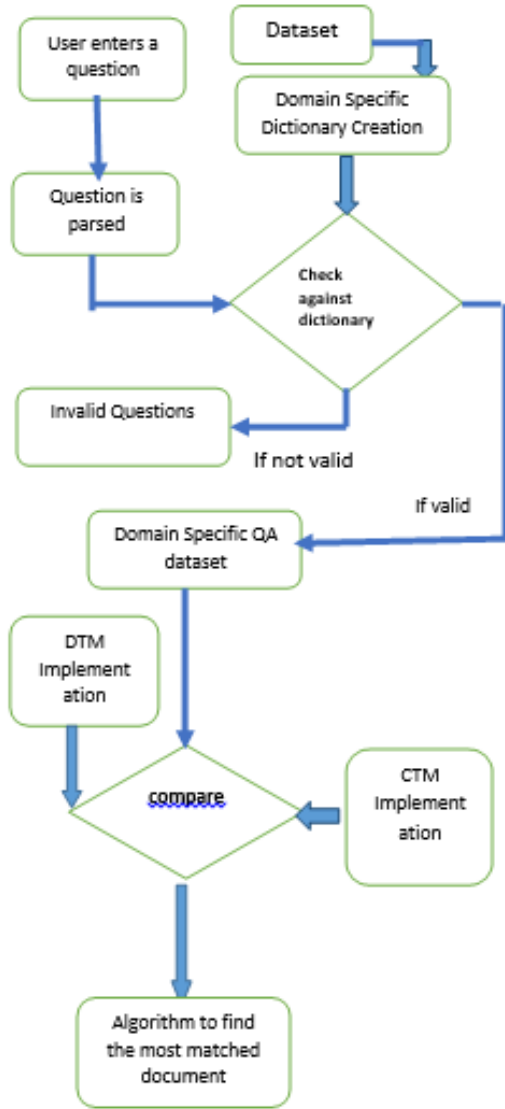 User enters a
question
Dataset
Domain Specific
Dictionary Creation
Question is
parsed
Check
against
dictionary
Invalid Questions
If not valid
If valid
Domain Specific QA
dataset
DTM
Implement
ation
compare
CTM
Implement
ation
Algorithm to find
the most matched
document